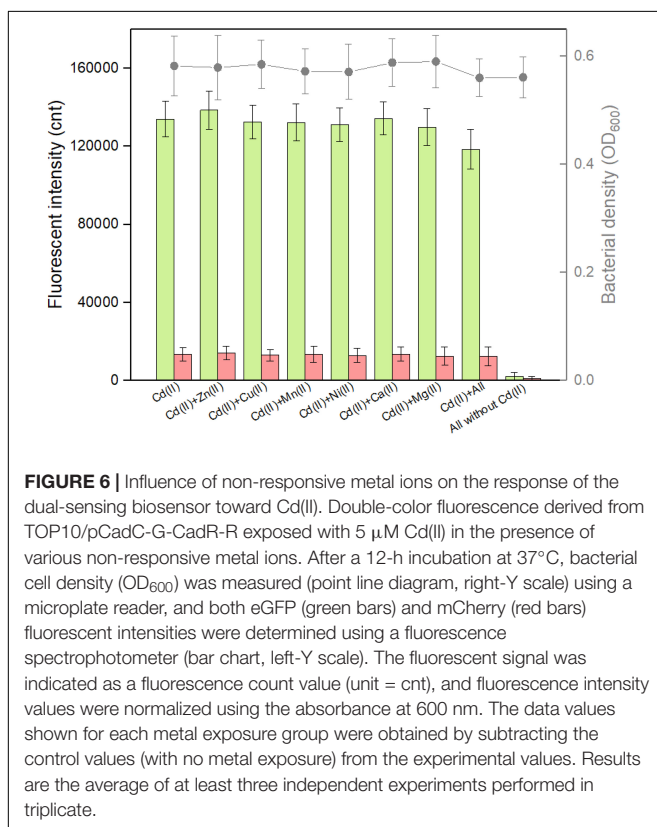 160000
120000
80000
40000
0
Fluorescent intensity (cnt)
0.6
0.4
0.2
0.0
Bacterial density (OD600)
Cd(II)
Cd(II)+Zn(II)
Cd(II)+Cu(II)
Cd(II)+Mn(II)
Cd(II)+Ni(II)
Cd(II)+Ca(II)
Cd(II)+Mg(II)
Cd(II)+All
All without Cd(II)
FIGURE 6 | Influence of non-responsive metal ions on the response of the
dual-sensing biosensor toward Cd(II). Double-color fluorescence derived from
TOP10/pCadC-G-CadR-R exposed with 5 μM Cd(II) in the presence of
various non-responsive metal ions. After a 12-h incubation at 37°C, bacterial
cell density (OD600) was measured (point line diagram, right-Y scale) using a
microplate reader, and both eGFP (green bars) and mCherry (red bars)
fluorescent intensities were determined using a fluorescence
spectrophotometer (bar chart, left-Y scale). The fluorescent signal was
indicated as a fluorescence count value (unit = cnt), and fluorescence intensity
values were normalized using the absorbance at 600 nm. The data values
shown for each metal exposure group were obtained by subtracting the
control values (with no metal exposure) from the experimental values. Results
are the average of at least three independent experiments performed in
triplicate.